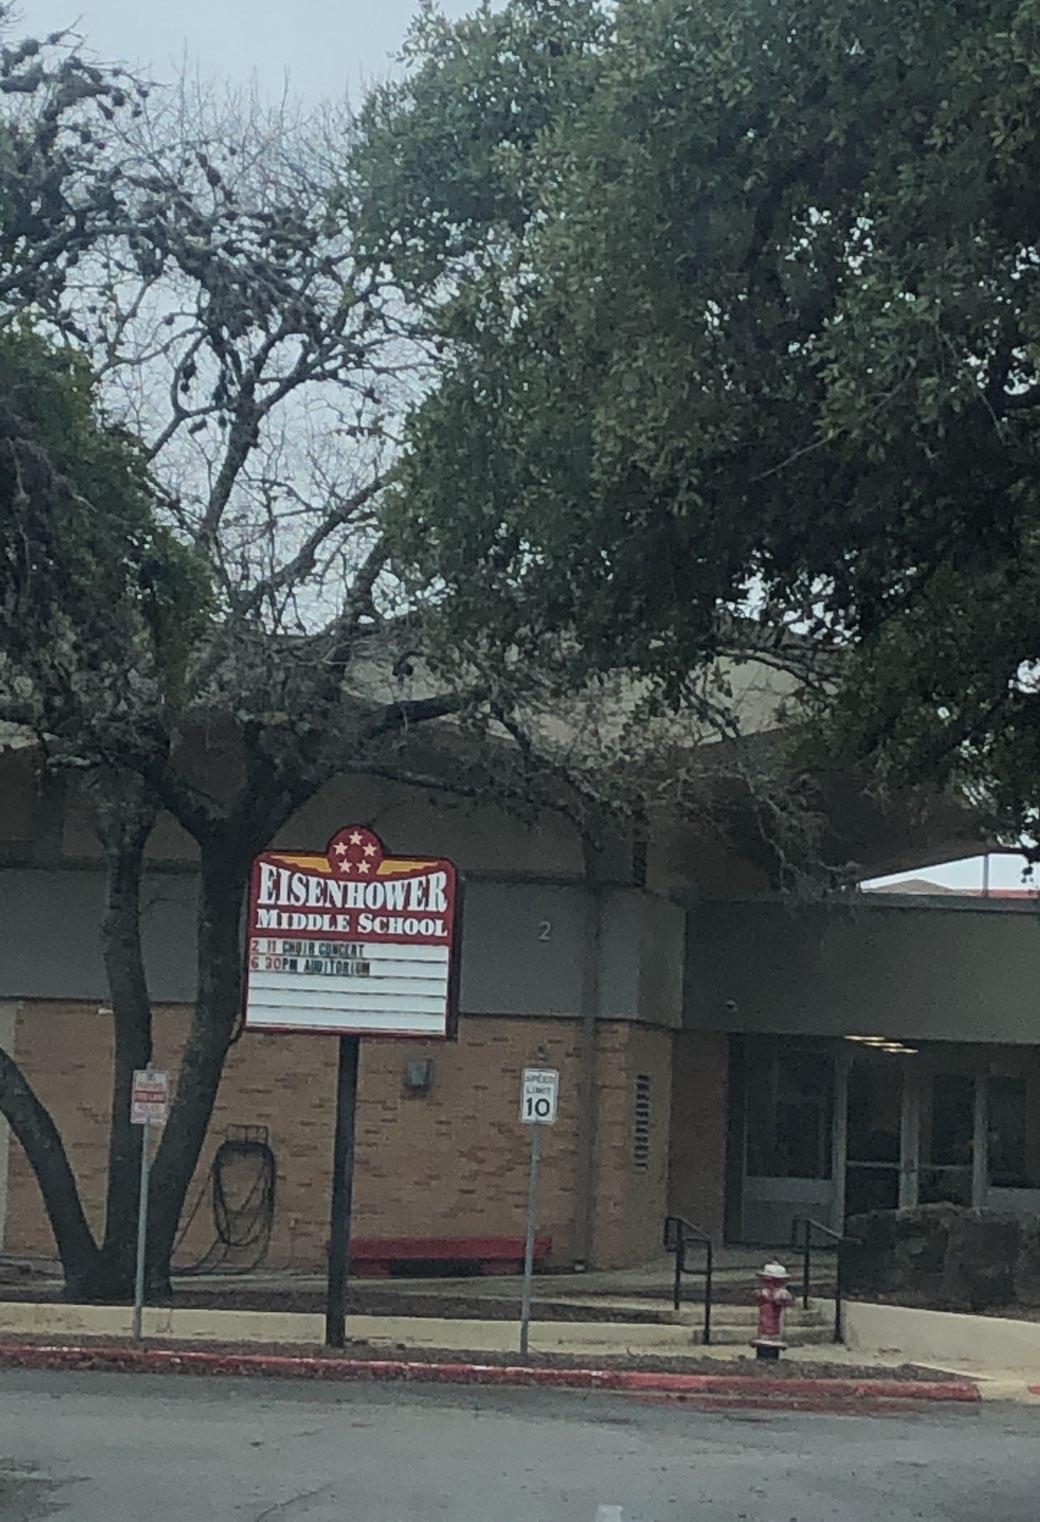 EISENHOWER
MIDDLE SCHOOL
2 11 CHOIR CONCERT
6 30PM AUDITORIUM
2
SPEED
LIMIT
10